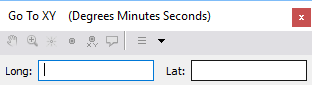 Go To XY (Degrees Minutes Seconds)
X,Y
Long: Lat: